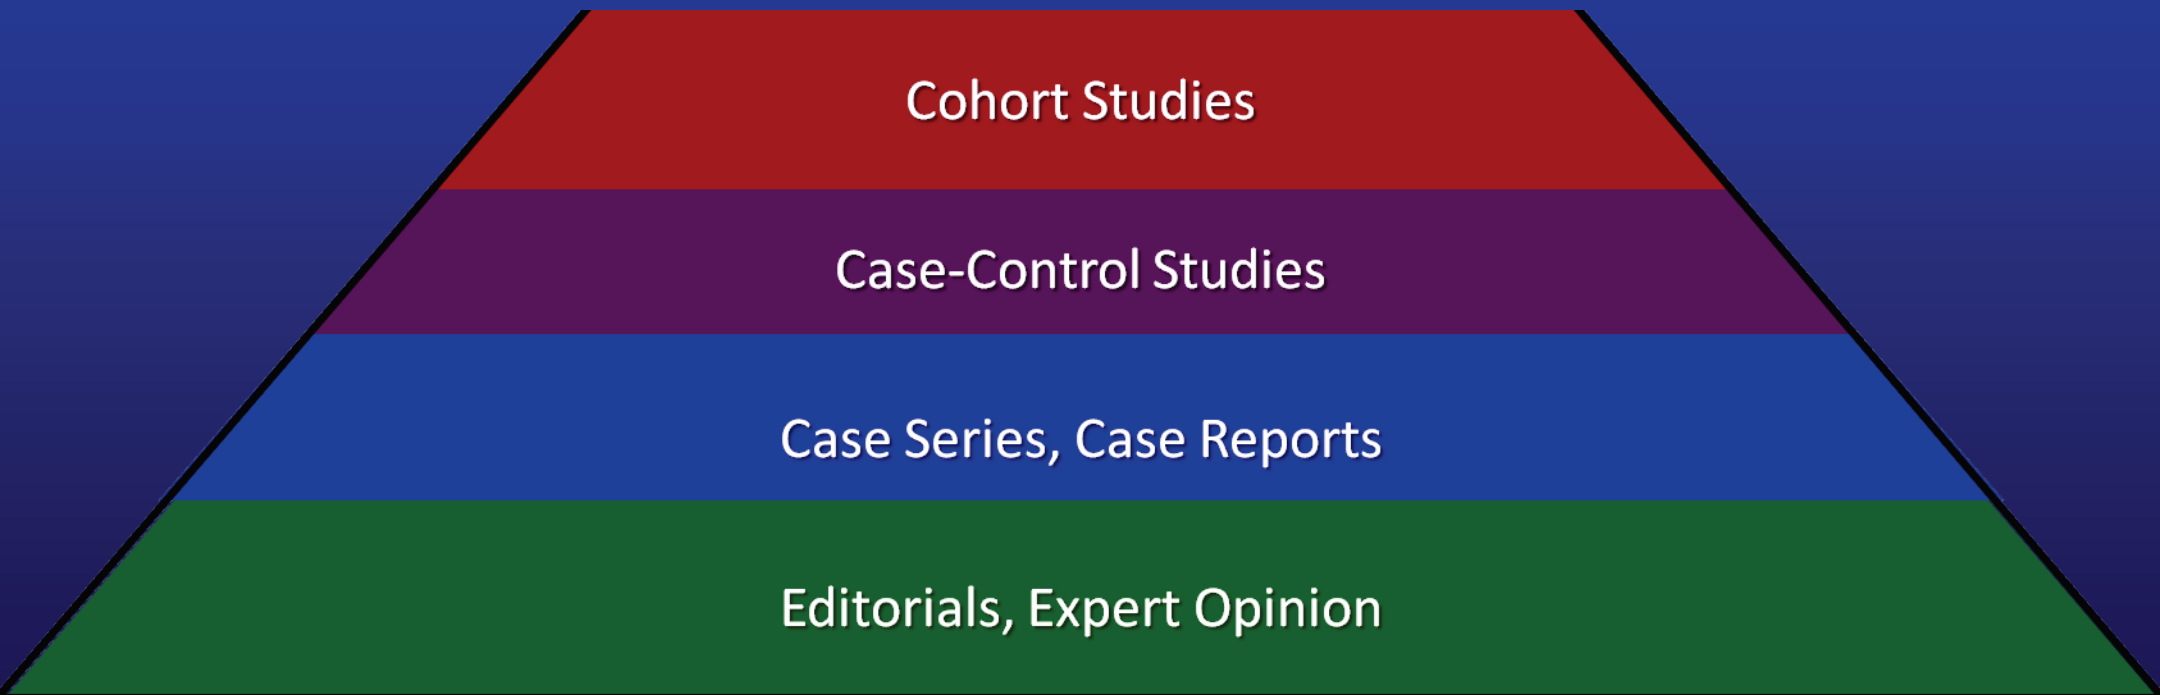 Cohort Studies
Case-Control Studies
Case Series, Case Reports
Editorials, Expert Opinion